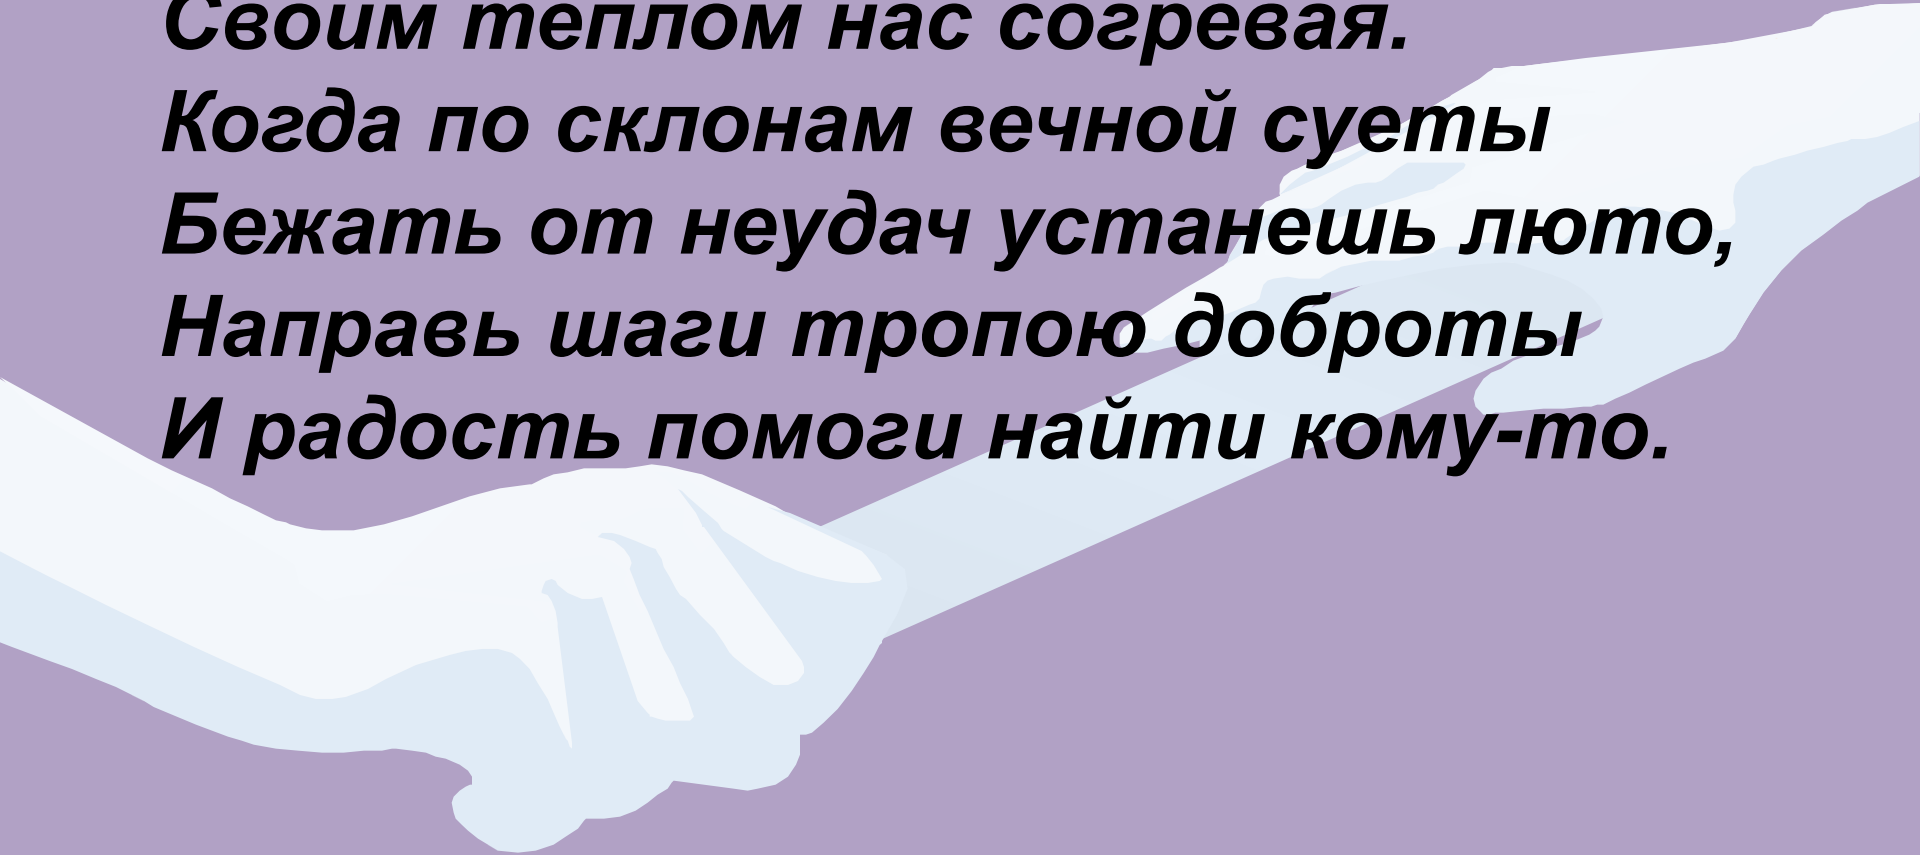 Своим теплом нас согревая.
Когда по склонам вечной суеты
Бежать от неудач устанешь люто,
Направь шаги тропою доброты
И радость помоги найти кому-то.